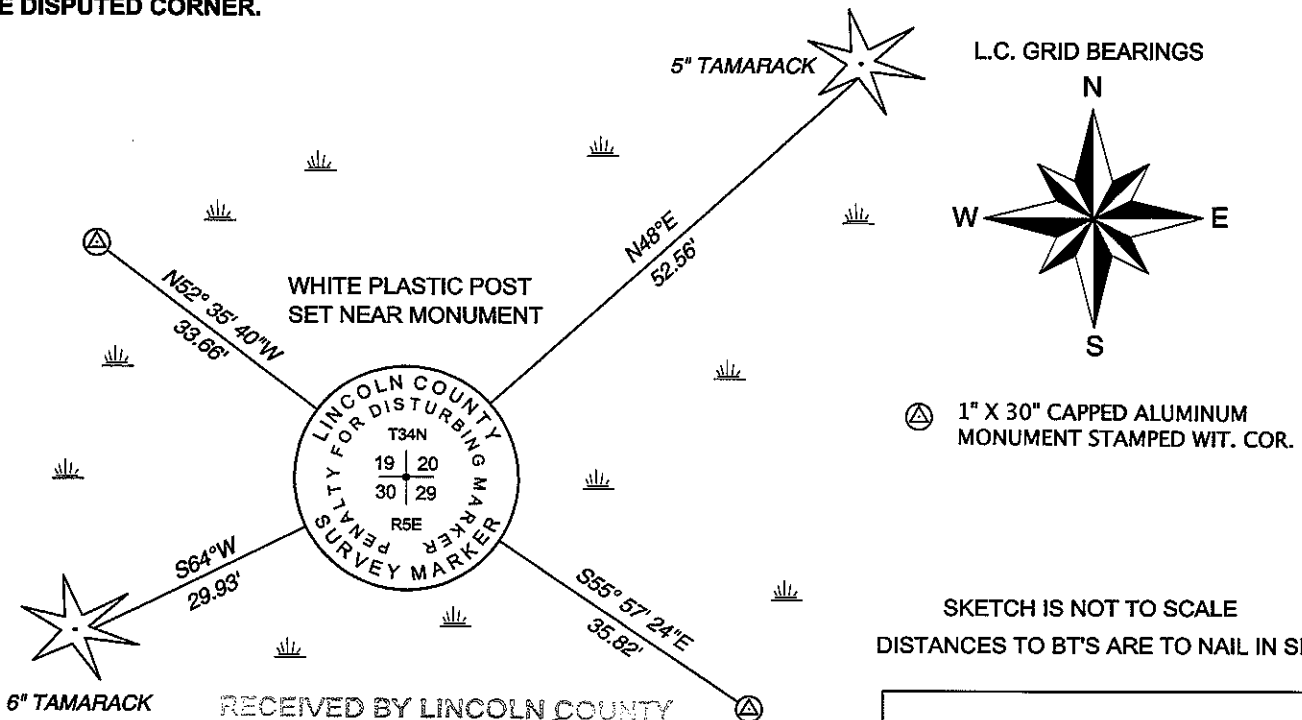 E DISPUTED CORNER.
5" TAMARACK
L.C. GRID BEARINGS
N
W
E
S
N48°E
52.56'
N52° 35' 40"W
33.66'
WHITE PLASTIC POST
SET NEAR MONUMENT
LINCOLN COUNTY
SURVEY MARKER
PENALTY FOR DISTURBING MARKER
T34N
19 20
30 29
R5E
1" X 30" CAPPED ALUMINUM
MONUMENT STAMPED WIT. COR.
S64°W
29.93'
6" TAMARACK
S55° 57' 24"E
35.82'
SKETCH IS NOT TO SCALE
DISTANCES TO BT'S ARE TO NAIL IN
RECEIVED BY LINCOLN COUNTY